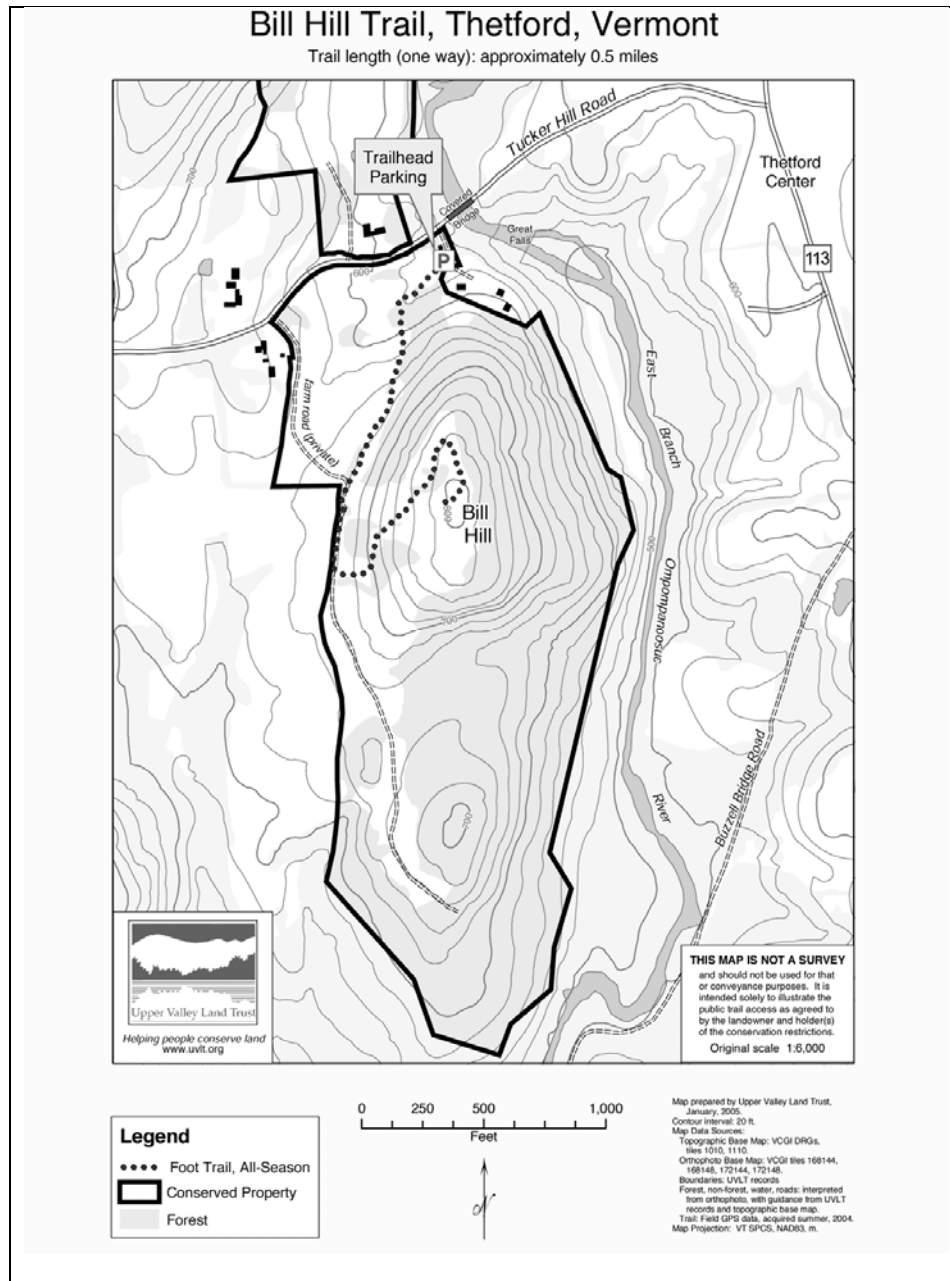 Bill Hill Trail, Thetford, Vermont
Trail length (one way): approximately 0.5 miles
Tucker Hill Road
Trailhead
Parking
Thetford
Center
700
Covered
Bridge
Great
Falls
113
P
600
600
East
farm road (private)
Branch
900
Bill
Hill
500
Ompompanoosuc
700
Buzzell Bridge Road
River
700
Upper Valley Land Trust
Helping people conserve land
www.uvlt.org
THIS MAP IS NOT A SURVEY
and should not be used for that
or conveyance purposes. It is
intended solely to illustrate the
public trail access as agreed to
by the landowner and holder(s)
of the conservation restrictions.
Original scale 1:6,000
Legend
Foot Trail, All-Season
Conserved Property
Forest
0 250 500 1,000
Feet
N
Map prepared by Upper Valley Land Trust,
January, 2005.
Contour interval: 20 ft.
Map Data Sources:
Topographic Base Map: VCGI DRGs,
tiles 1010, 1110.
Orthophoto Base Map: VCGI tiles 168144,
168148, 172144, 172148.
Boundaries: UVLT records
Forest, non-forest, water, roads: interpreted
from orthophoto, with guidance from UVLT
records and topographic base map.
Trail: Field GPS data, acquired summer, 2004.
Map Projection: VT SPCS, NAD83, m.